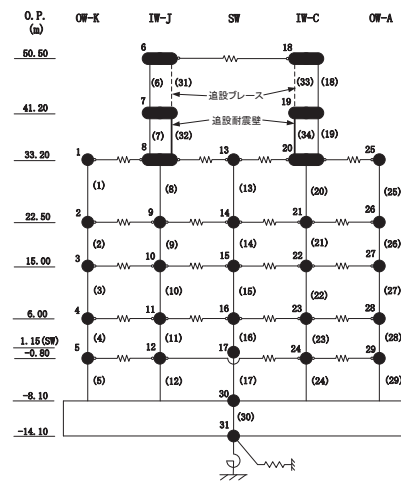 O.P. OW-K IW-J SW IW-C OW-A
(m)
6 18
50.50
(6) (31) (33) (18)
追設ブレース
7 19
41.20
追設耐震壁
(7) (32) (34) (19)
33.20 1 8 13 20 25
(1) (8) (13) (20) (25)
22.50 2 9 14 21 26
(2) (9) (14) (21) (26)
15.00 3 10 15 22 27
(3) (10) (15) (22) (27)
6.00 4 11 16 23 28
1.15(SW) (4) (11) (16) (23) (28)
-0.80 5 12 17 24 29
(5) (12) (17) (24) (29)
-8.10 30
(30)
-14.10 31